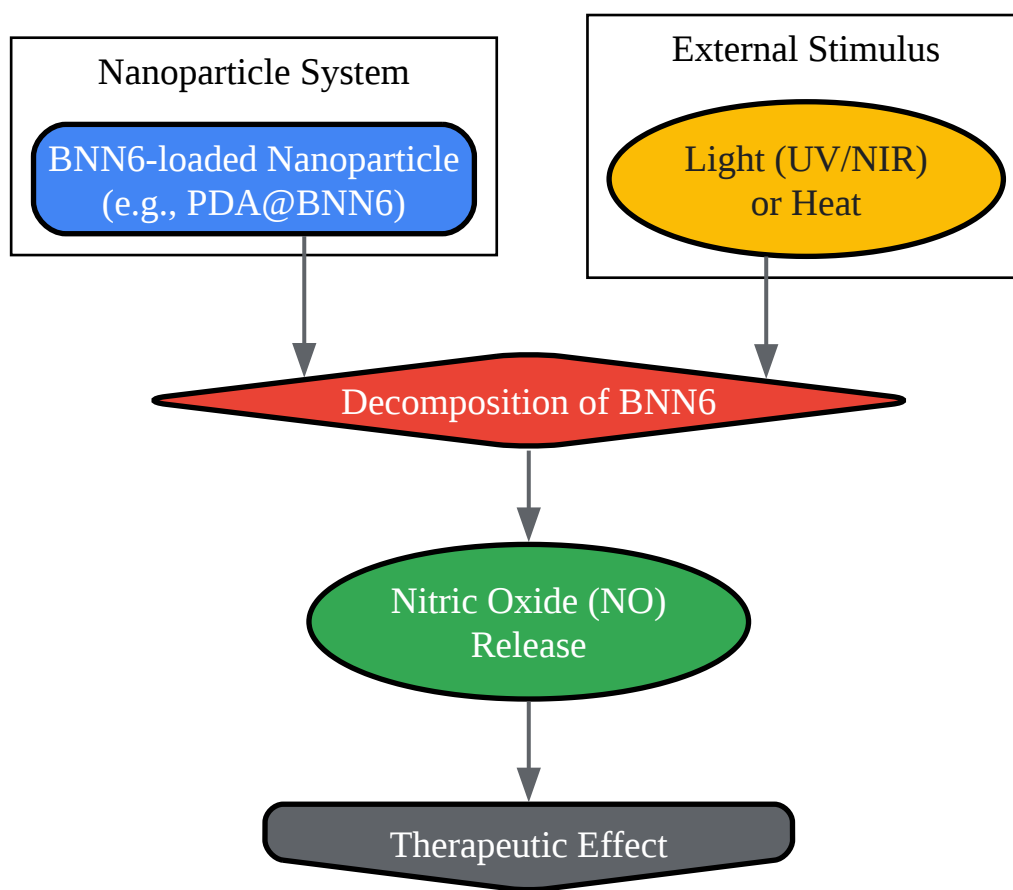 Nanoparticle System
BNN6-loaded Nanoparticle
(e.g., PDA@BNN6)
External Stimulus
Light (UV/NIR)
or Heat
Decomposition of BNN6
Nitric Oxide (NO)
Release
Therapeutic Effect